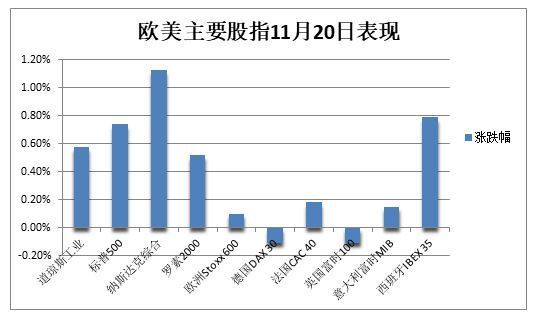 欧美主要股指11月20日表现
1.20%
1.00%
0.80%
0.60%
0.40%
0.20%
0.00%
-0.20%
涨跌幅
道琼斯工业
标普500
纳斯达克综合
罗素2000
欧洲Stoxx600
德国DAX30
法国CAC 40
英国富时100
意大利富时MIB
西班牙IBEX35